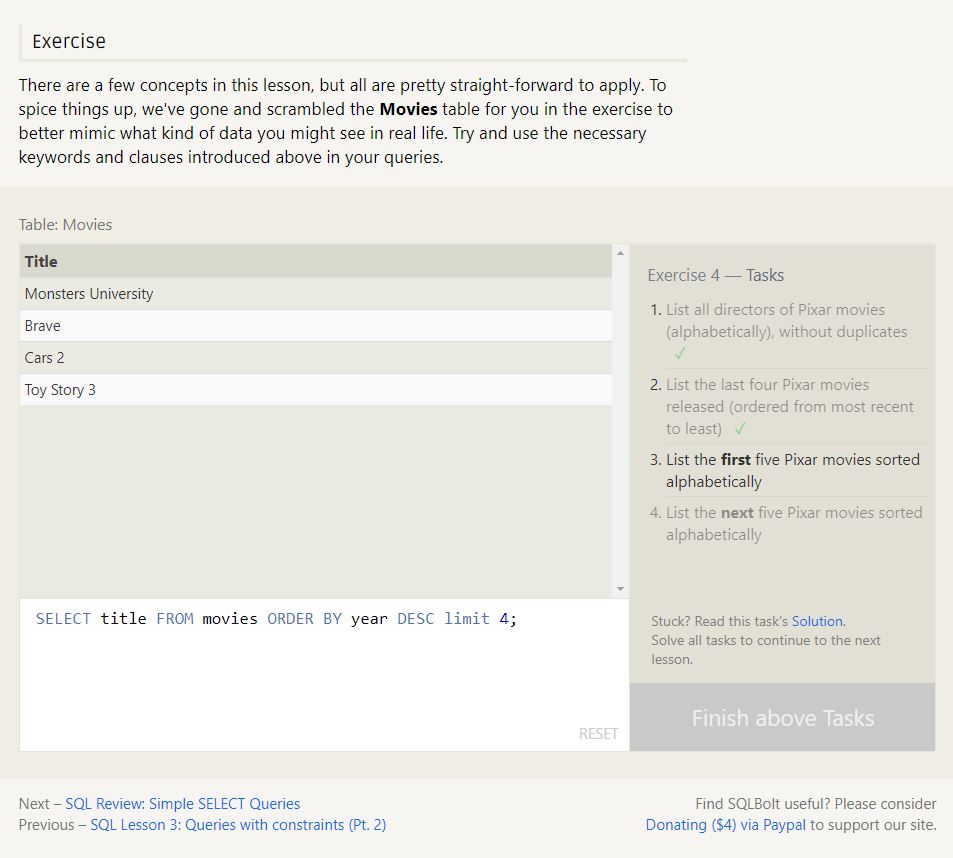 Exercise
There are a few concepts in this lesson, but all are pretty straight-forward to apply. To
spice things up, we've gone and scrambled the Movies table for you in the exercise to
better mimic what kind of data you might see in real life. Try and use the necessary
keywords and clauses introduced above in your queries.
Table: Movies
Title
Monsters University
Brave
Cars 2
Toy Story 3
SELECT title FROM movies ORDER BY year DESC limit 4;
RESET
Exercise 4 — Tasks
1. List all directors of Pixar movies
(alphabetically), without duplicates
✓
2. List the last four Pixar movies
released (ordered from most recent
to least) ✓
3. List the first five Pixar movies sorted
alphabetically
4. List the next five Pixar movies sorted
alphabetically
Stuck? Read this task's Solution.
Solve all tasks to continue to the next
lesson.
Finish above Tasks
Next – SQL Review: Simple SELECT Queries
Previous – SQL Lesson 3: Queries with constraints (Pt. 2)
Find SQLBolt useful? Please consider
Donating ($4) via Paypal to support our site.